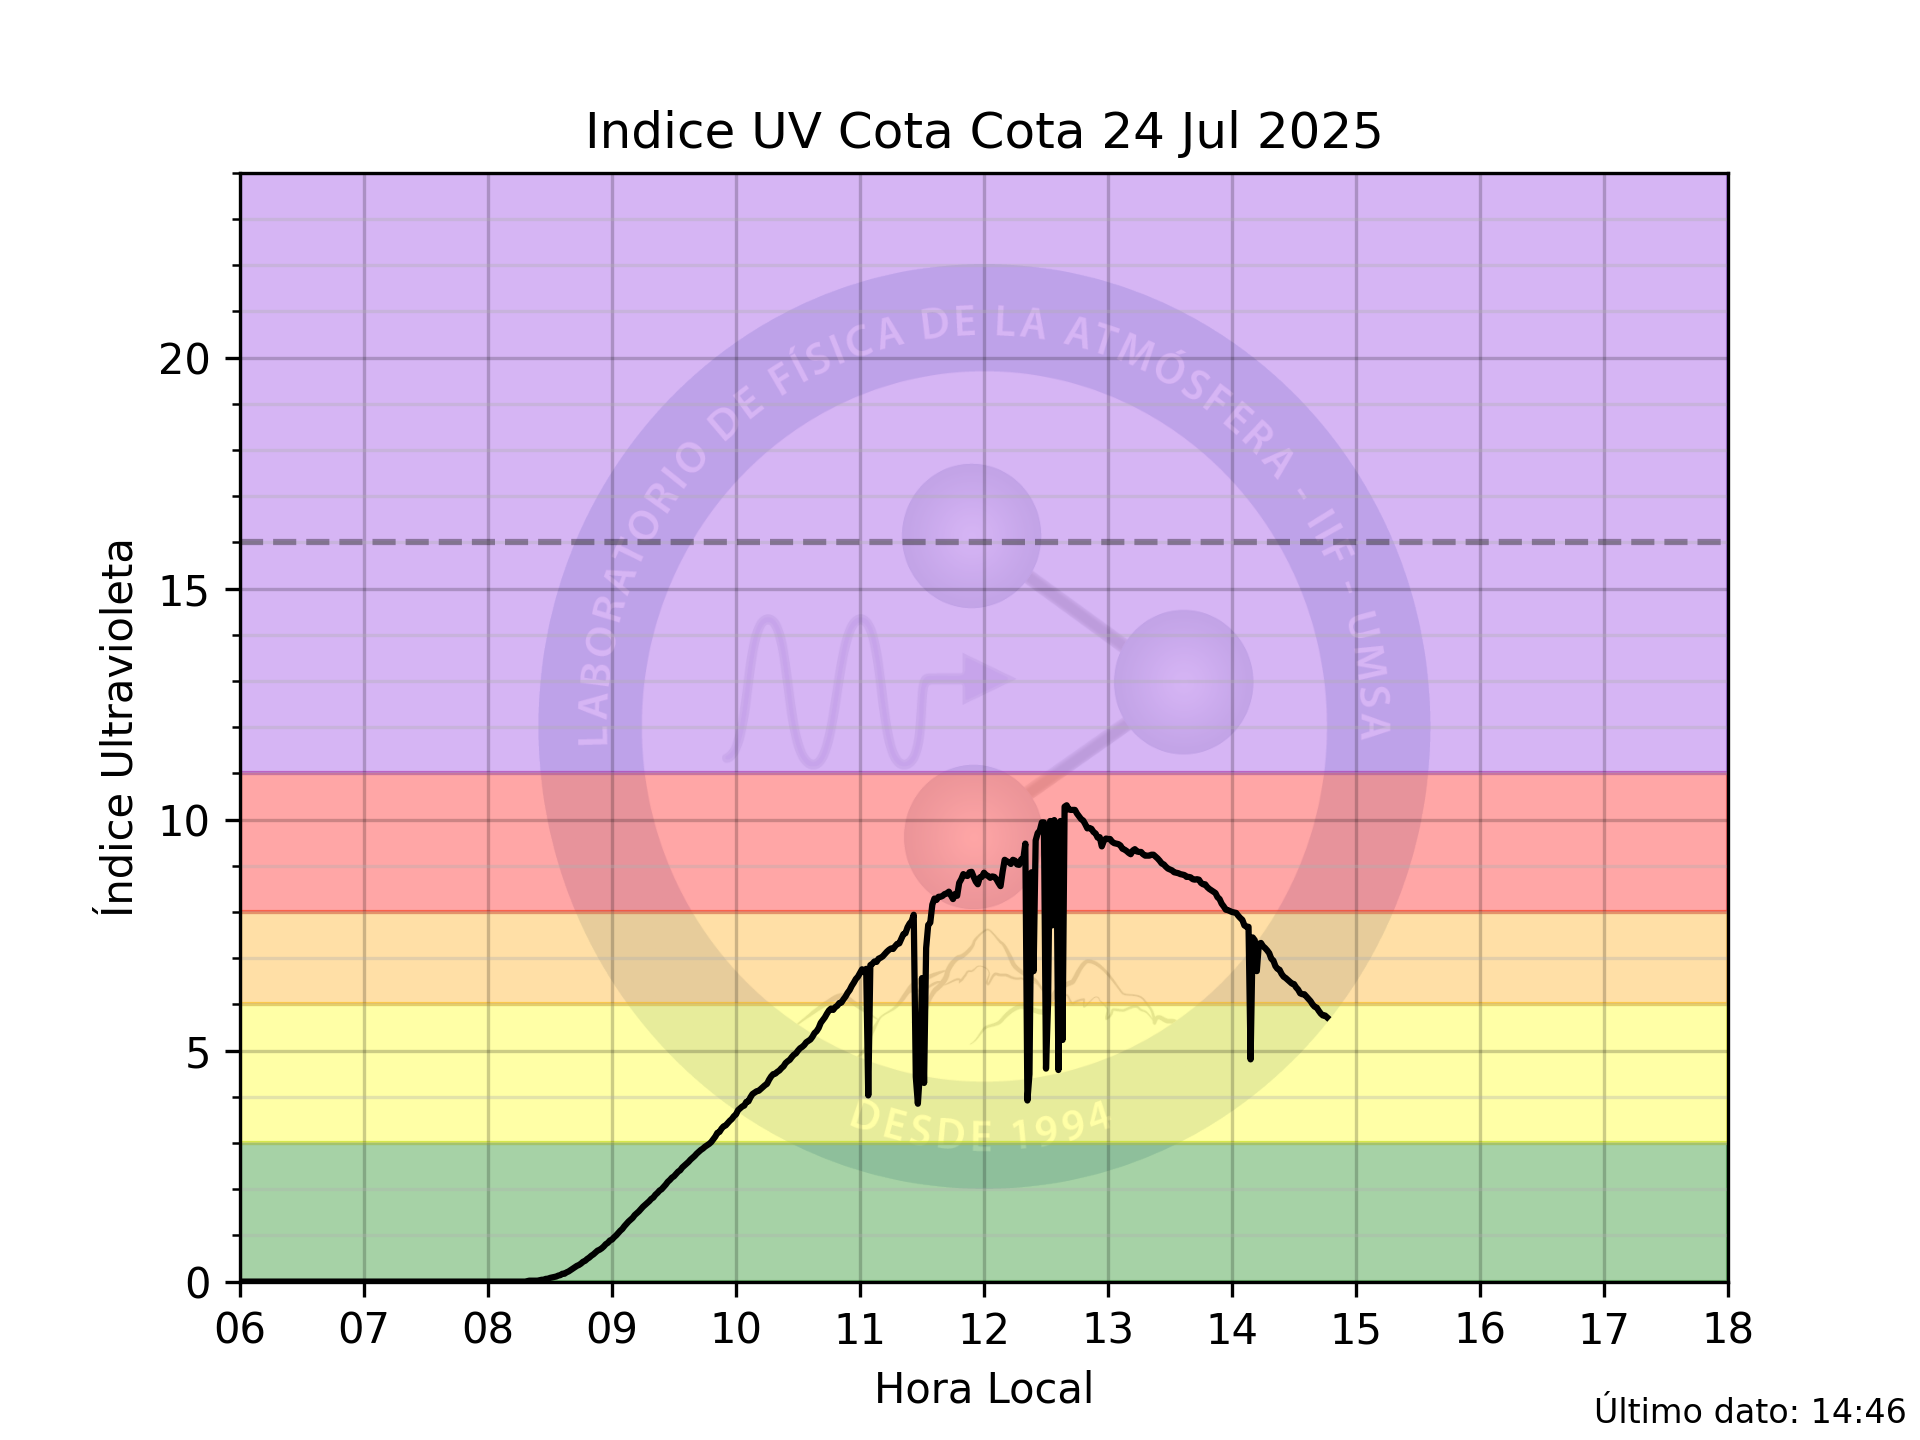 Indice UV Cota Cota 24 Jul 2025
LABORATORIO DE FÍSICA DE LA ATMÓSFERA - IIF - UMSA
DESDE 1994
Índice Ultravioleta
20
15
10
5
0
06 07 08 09 10 11 12 13 14 15 16 17 18
Hora Local
Último dato: 14:46